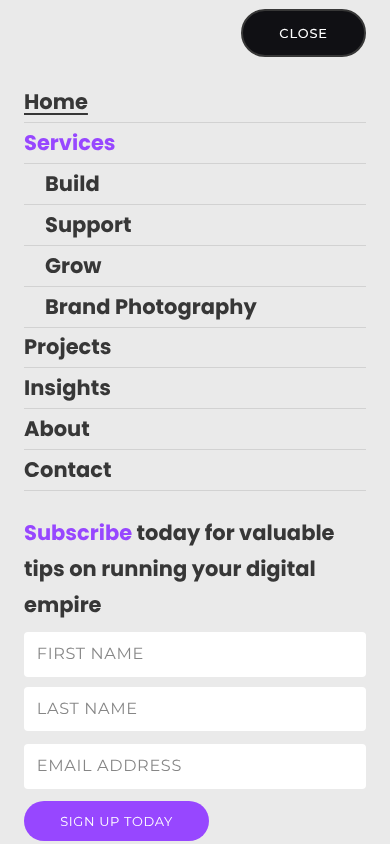 CLOSE
Home
Services
Build
Support
Grow
Brand Photography
Projects
Insights
About
Contact
Subscribe today for valuable
tips on running your digital
empire
FIRST NAME
LAST NAME
EMAIL ADDRESS
SIGN UP TODAY